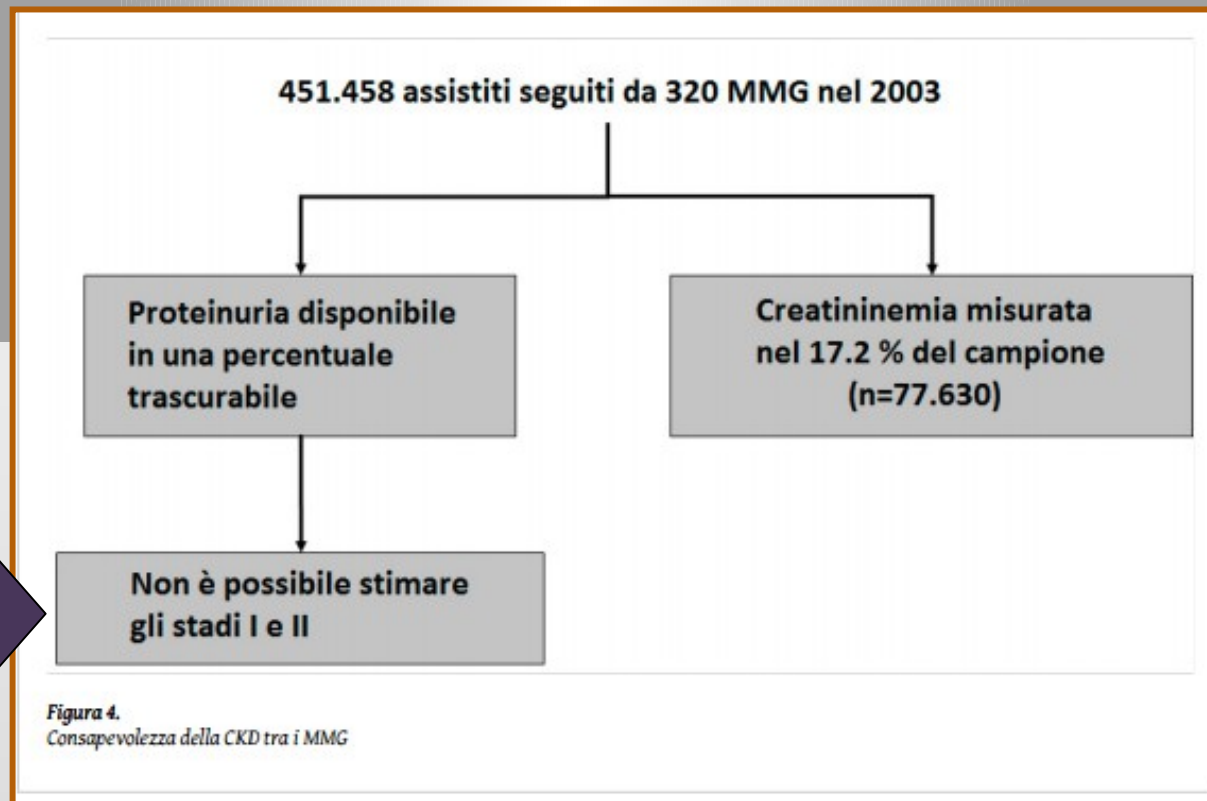 451.458 assistiti seguiti da 320 MMG nel 2003
Proteinuria disponibile
in una percentuale
trascurabile
Creatininemia misurata
nel 17.2 % del campione
(n=77.630)
Non è possibile stimare
gli stadi I e II
Figura 4.
Consapevolezza della CKD tra i MMG